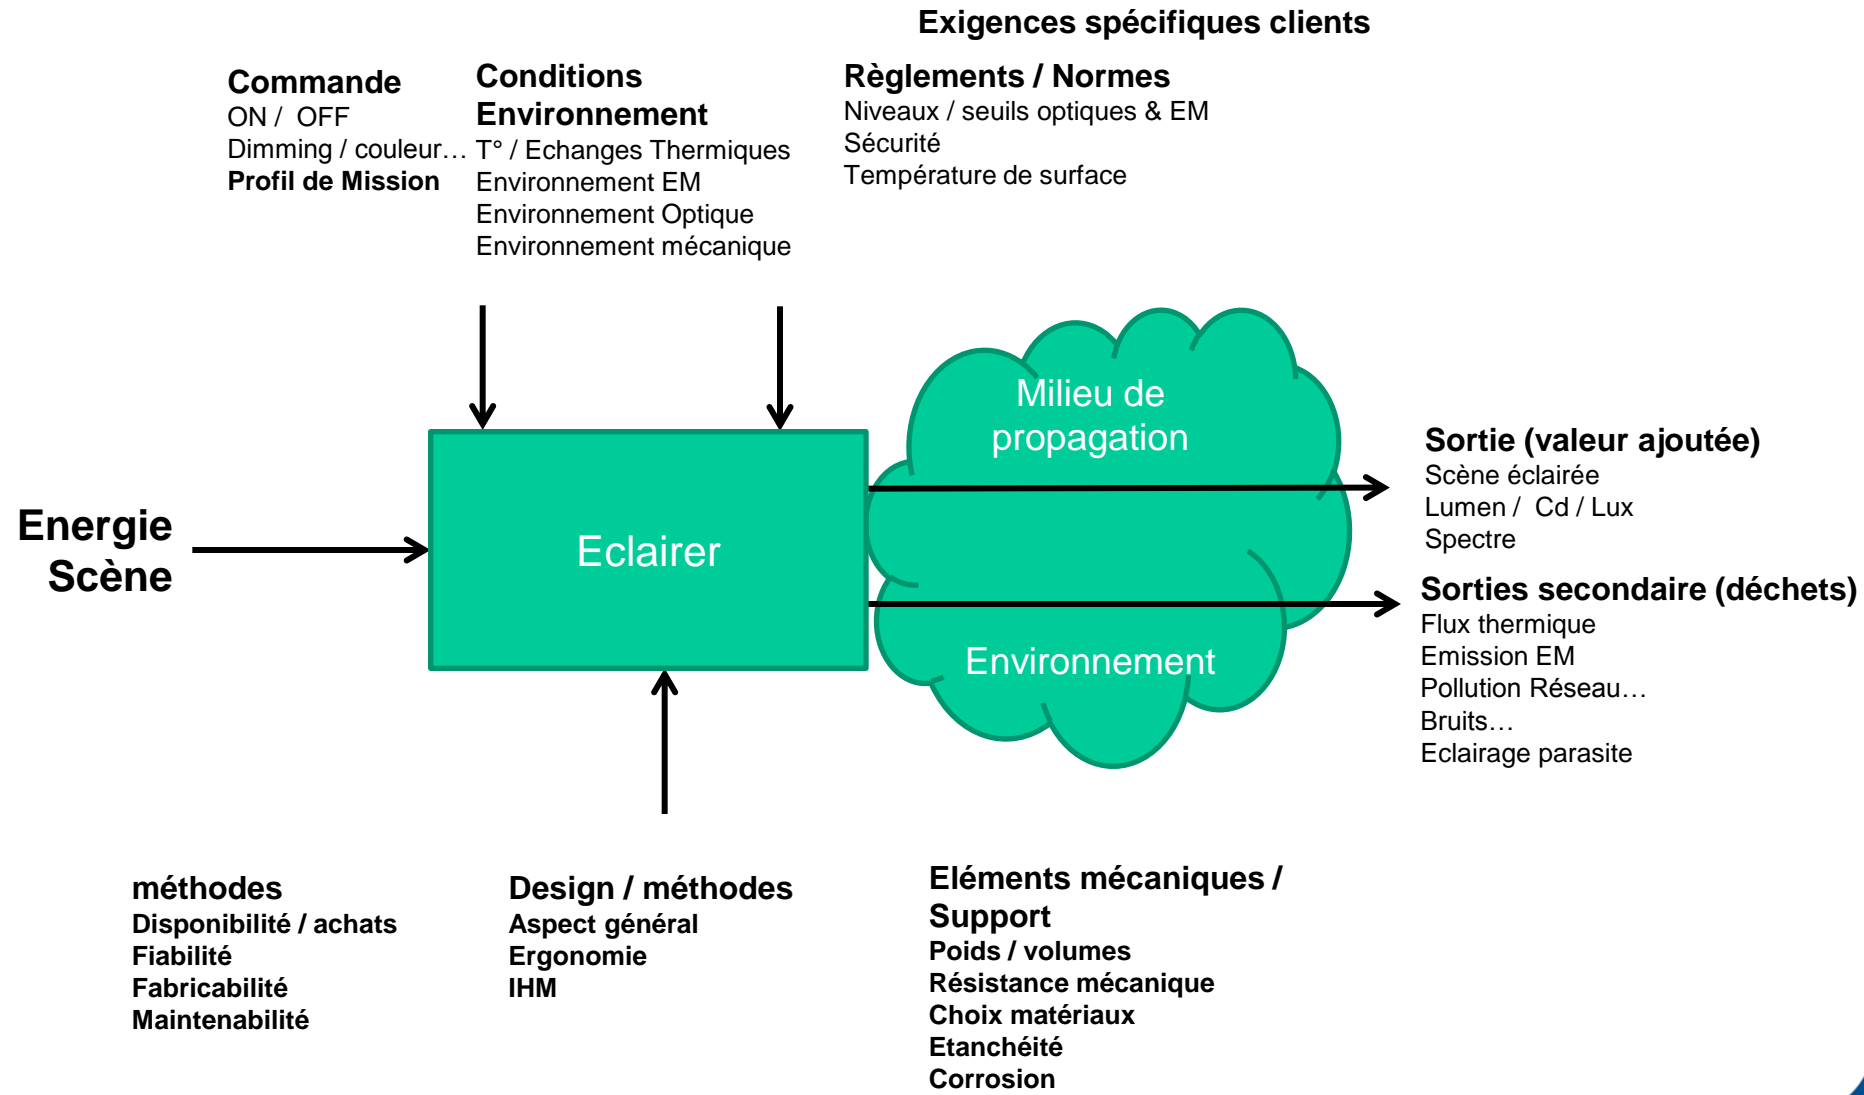 Exigences spécifiques clients
Commande
ON /  OFF
Dimming / couleur…
Profil de Mission
Conditions
Environnement
T° / Echanges Thermiques
Environnement EM
Environnement Optique
Environnement mécanique
Règlements / Normes
Niveaux / seuils optiques & EM
Sécurité
Température de surface
Energie
Scène
Eclairer
Milieu de
propagation
Environnement
Sortie (valeur ajoutée)
Scène éclairée
Lumen /  Cd / Lux
Spectre
Sorties secondaire (déchets)
Flux thermique
Emission EM
Pollution Réseau…
Bruits…
Eclairage parasite
méthodes
Disponibilité / achats
Fiabilité
Fabricabilité
Maintenabilité
Design / méthodes
Aspect général
Ergonomie
IHM
Eléments mécaniques /
Support
Poids / volumes
Résistance mécanique
Choix matériaux
Etanchéité
Corrosion